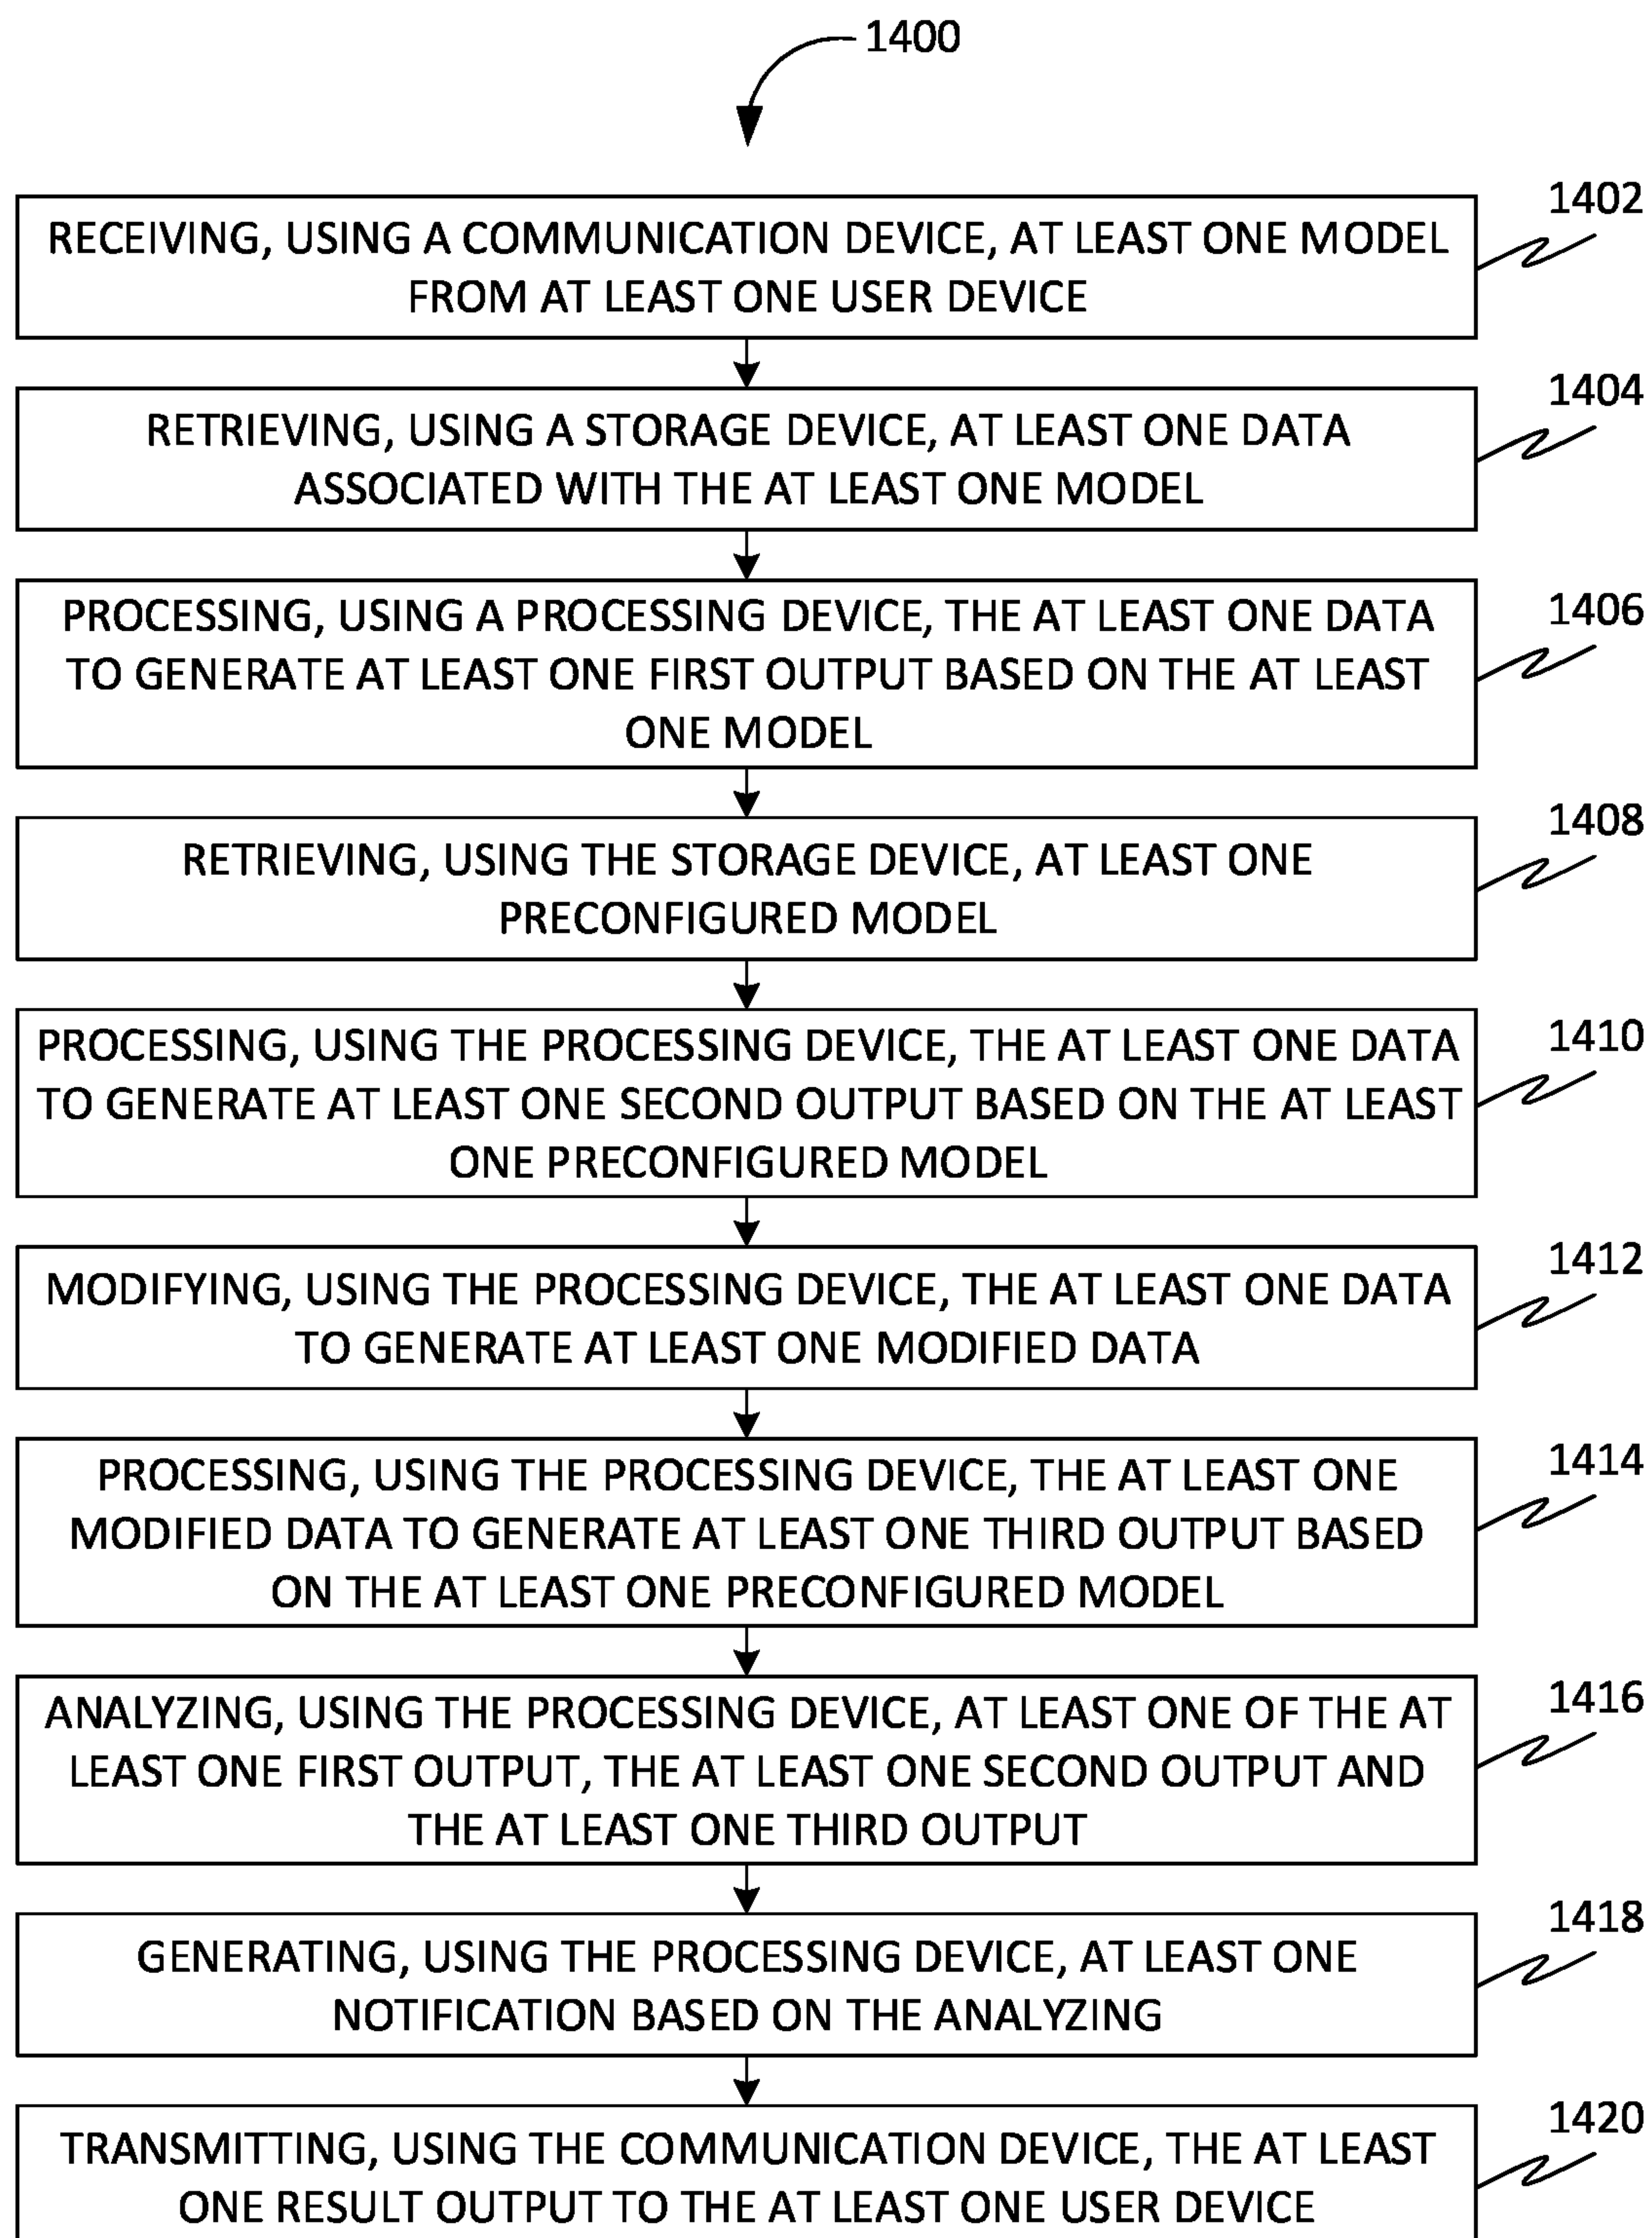 1400
1402
RECEIVING, USING A COMMUNICATION DEVICE, AT LEAST ONE MODEL
FROM AT LEAST ONE USER DEVICE
1404
RETRIEVING, USING A STORAGE DEVICE, AT LEAST ONE DATA
ASSOCIATED WITH THE AT LEAST ONE MODEL
1406
PROCESSING, USING A PROCESSING DEVICE, THE AT LEAST ONE DATA
TO GENERATE AT LEAST ONE FIRST OUTPUT BASED ON THE AT LEAST
ONE MODEL
1408
RETRIEVING, USING THE STORAGE DEVICE, AT LEAST ONE
PRECONFIGURED MODEL
1410
PROCESSING, USING THE PROCESSING DEVICE, THE AT LEAST ONE DATA
TO GENERATE AT LEAST ONE SECOND OUTPUT BASED ON THE AT LEAST
ONE PRECONFIGURED MODEL
1412
MODIFYING, USING THE PROCESSING DEVICE, THE AT LEAST ONE DATA
TO GENERATE AT LEAST ONE MODIFIED DATA
1414
PROCESSING, USING THE PROCESSING DEVICE, THE AT LEAST ONE
MODIFIED DATA TO GENERATE AT LEAST ONE THIRD OUTPUT BASED
ON THE AT LEAST ONE PRECONFIGURED MODEL
1416
ANALYZING, USING THE PROCESSING DEVICE, AT LEAST ONE OF THE AT
LEAST ONE FIRST OUTPUT, THE AT LEAST ONE SECOND OUTPUT AND
THE AT LEAST ONE THIRD OUTPUT
1418
GENERATING, USING THE PROCESSING DEVICE, AT LEAST ONE
NOTIFICATION BASED ON THE ANALYZING
1420
TRANSMITTING, USING THE COMMUNICATION DEVICE, THE AT LEAST
ONE RESULT OUTPUT TO THE AT LEAST ONE USER DEVICE